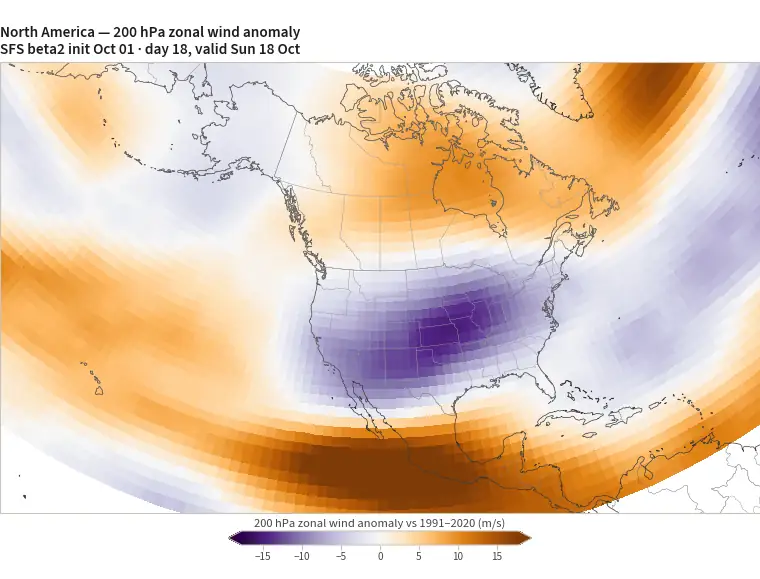 North America — 200 hPa zonal wind anomaly
SFS beta2 init Oct 01 · day 18, valid Sun 18 Oct
200 hPa zonal wind anomaly vs 1991–2020 (m/s)
−15 −10 −5 0 5 10 15